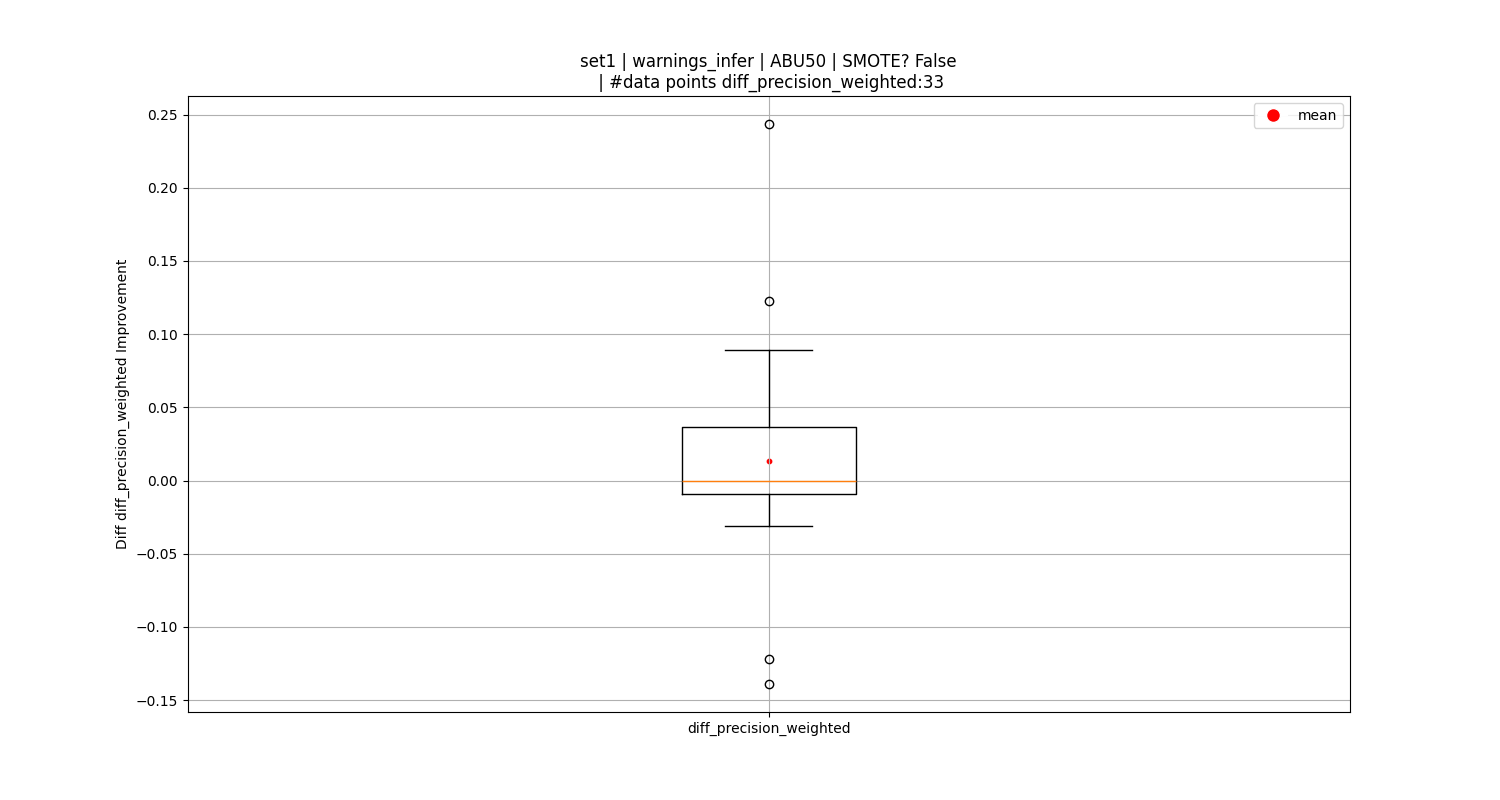 set1 | warnings_infer | ABU50 | SMOTE? False
| #data points diff_precision_weighted:33
mean
Diff diff_precision_weighted Improvement
0.25
0.20
0.15
0.10
0.05
0.00
−0.05
−0.10
−0.15
diff_precision_weighted